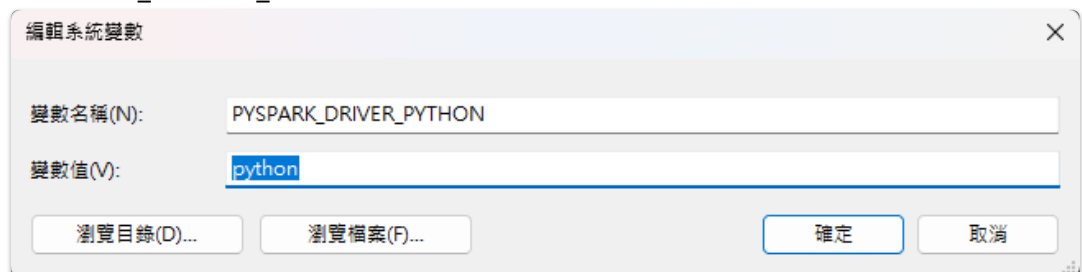 編輯系統變數
變數名稱(N): PYSPARK_DRIVER_PYTHON
變數值(V): python
瀏覽目錄(D)... 瀏覽檔案(F)... 確定 取消